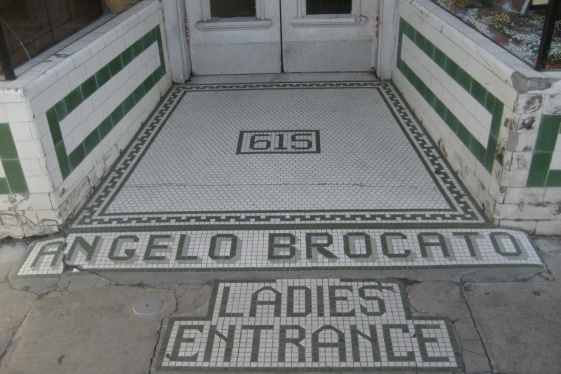 615
ANGELO BROCATO
LADIES'
ENTRANCE